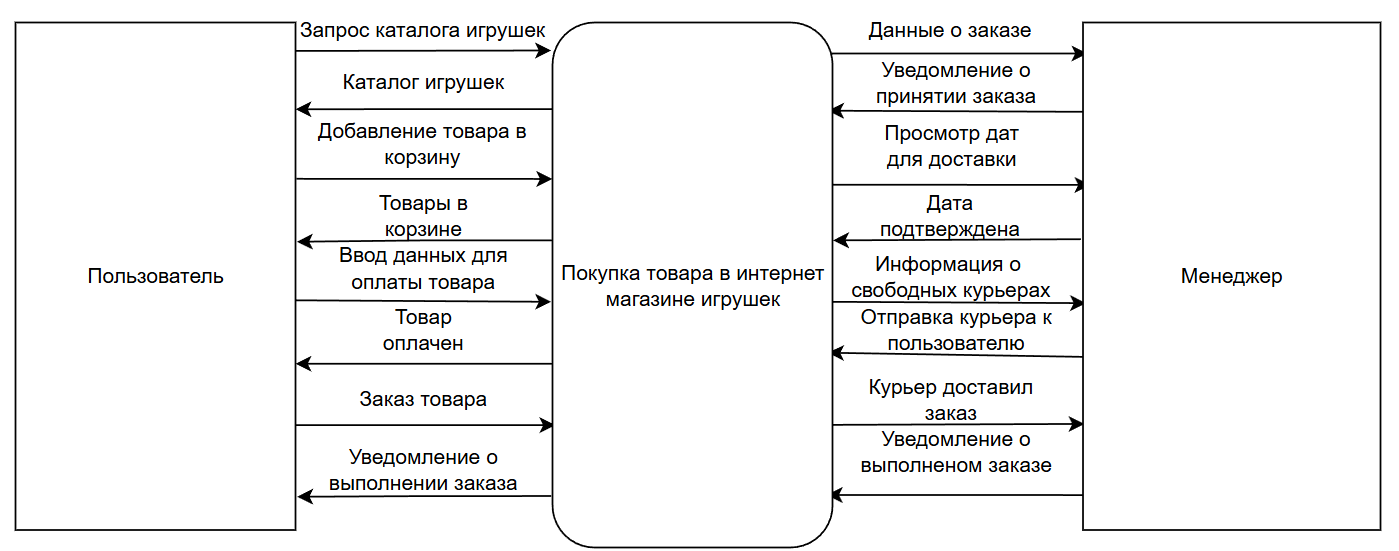 Запрос каталога игрушек
Каталог игрушек
Добавление товара в
корзину
Товары в
корзине
Ввод данных для
оплаты товара
Товар
оплачен
Заказ товара
Уведомление о
выполнении заказа
Пользователь
Покупка товара в интернет
магазине игрушек
Данные о заказе
Уведомление о
принятии заказа
Просмотр дат
для доставки
Дата
подтверждена
Информация о
свободных курьерах
Отправка курьера к
пользователю
Курьер доставил
заказ
Уведомление о
выполненом заказе
Менеджер